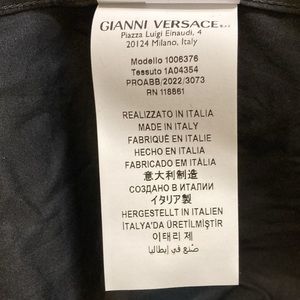 GIANNI VERSACE S.r.l.
Piazza Luigi Einaudi, 4
20124 Milano, Italy
Modello 1006376
Tessuto 1A04354
PROABB/2022/3073
RN 118861
REALIZZATO IN ITALIA
MADE IN ITALY
FABRIQUÉ EN ITALIE
HECHO EN ITALIA
FABRICADO EM ITÁLIA
意大利制造
СОЗДАНО В ИТАЛИИ
イタリア製
HERGESTELLT IN ITALIEN
İTALYA'DA ÜRETİLMİŞTİR
이태리제
صنع في إيطاليا